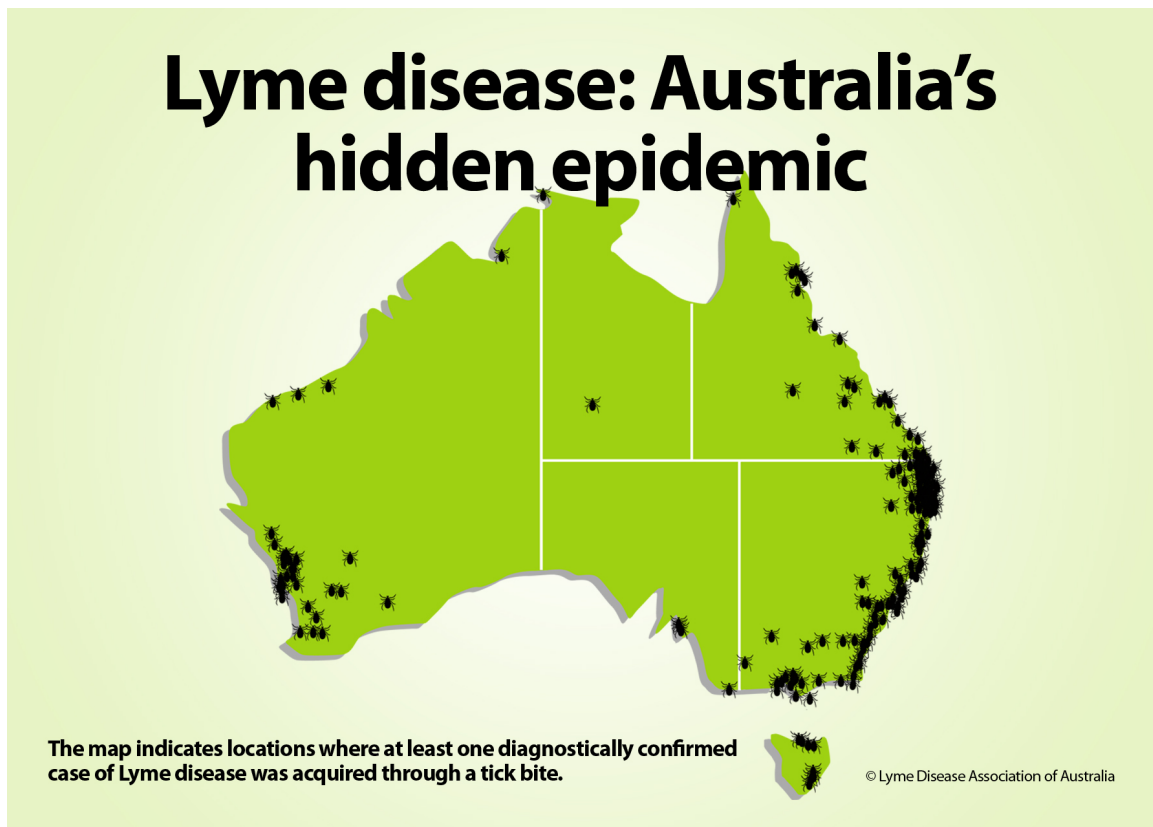 Lyme disease: Australia’s
hidden epidemic
The map indicates locations where at least one diagnostically confirmed
case of Lyme disease was acquired through a tick bite.
© Lyme Disease Association of Australia